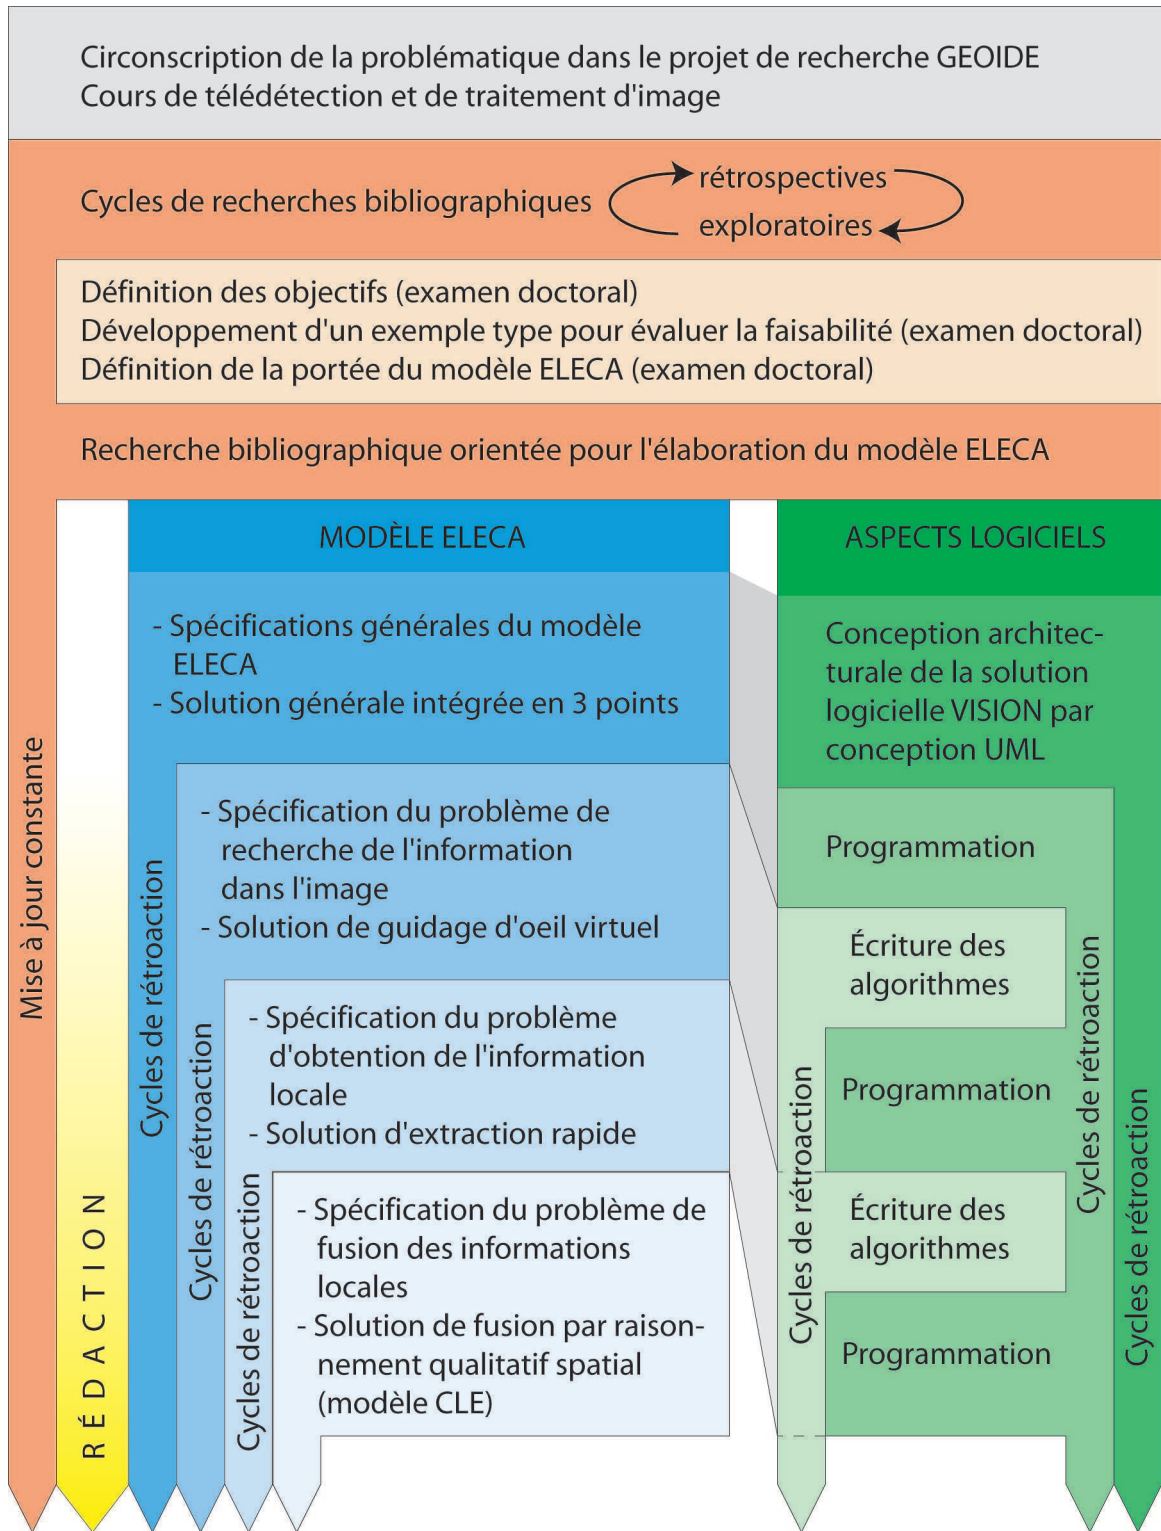 Circonscription de la problématique dans le projet de recherche GEOIDE
Cours de télédétection et de traitement d'image
Cycles de recherches bibliographiques
rétrospectives
exploratoires
Définition des objectifs (examen doctoral)
Développement d'un exemple type pour évaluer la faisabilité (examen doctoral)
Définition de la portée du modèle ELECA (examen doctoral)
Recherche bibliographique orientée pour l'élaboration du modèle ELECA
Mise à jour constante
RÉDACTION
MODÈLE ELECA
- Spécifications générales du modèle
ELECA
- Solution générale intégrée en 3 points
Cycles de rétroaction
- Spécification du problème de
recherche de l'information
dans l'image
- Solution de guidage d'oeil virtuel
Cycles de rétroaction
- Spécification du problème
d'obtention de l'information
locale
- Solution d'extraction rapide
Cycles de rétroaction
- Spécification du problème de
fusion des informations
locales
- Solution de fusion par raison-
nement qualitatif spatial
(modèle CLE)
ASPECTS LOGICIELS
Conception architec-
turale de la solution
logicielle VISION par
conception UML
Programmation
Écriture des
algorithmes
Programmation
Écriture des
algorithmes
Programmation
Cycles de rétroaction
Cycles de rétroaction
Cycles de rétroaction